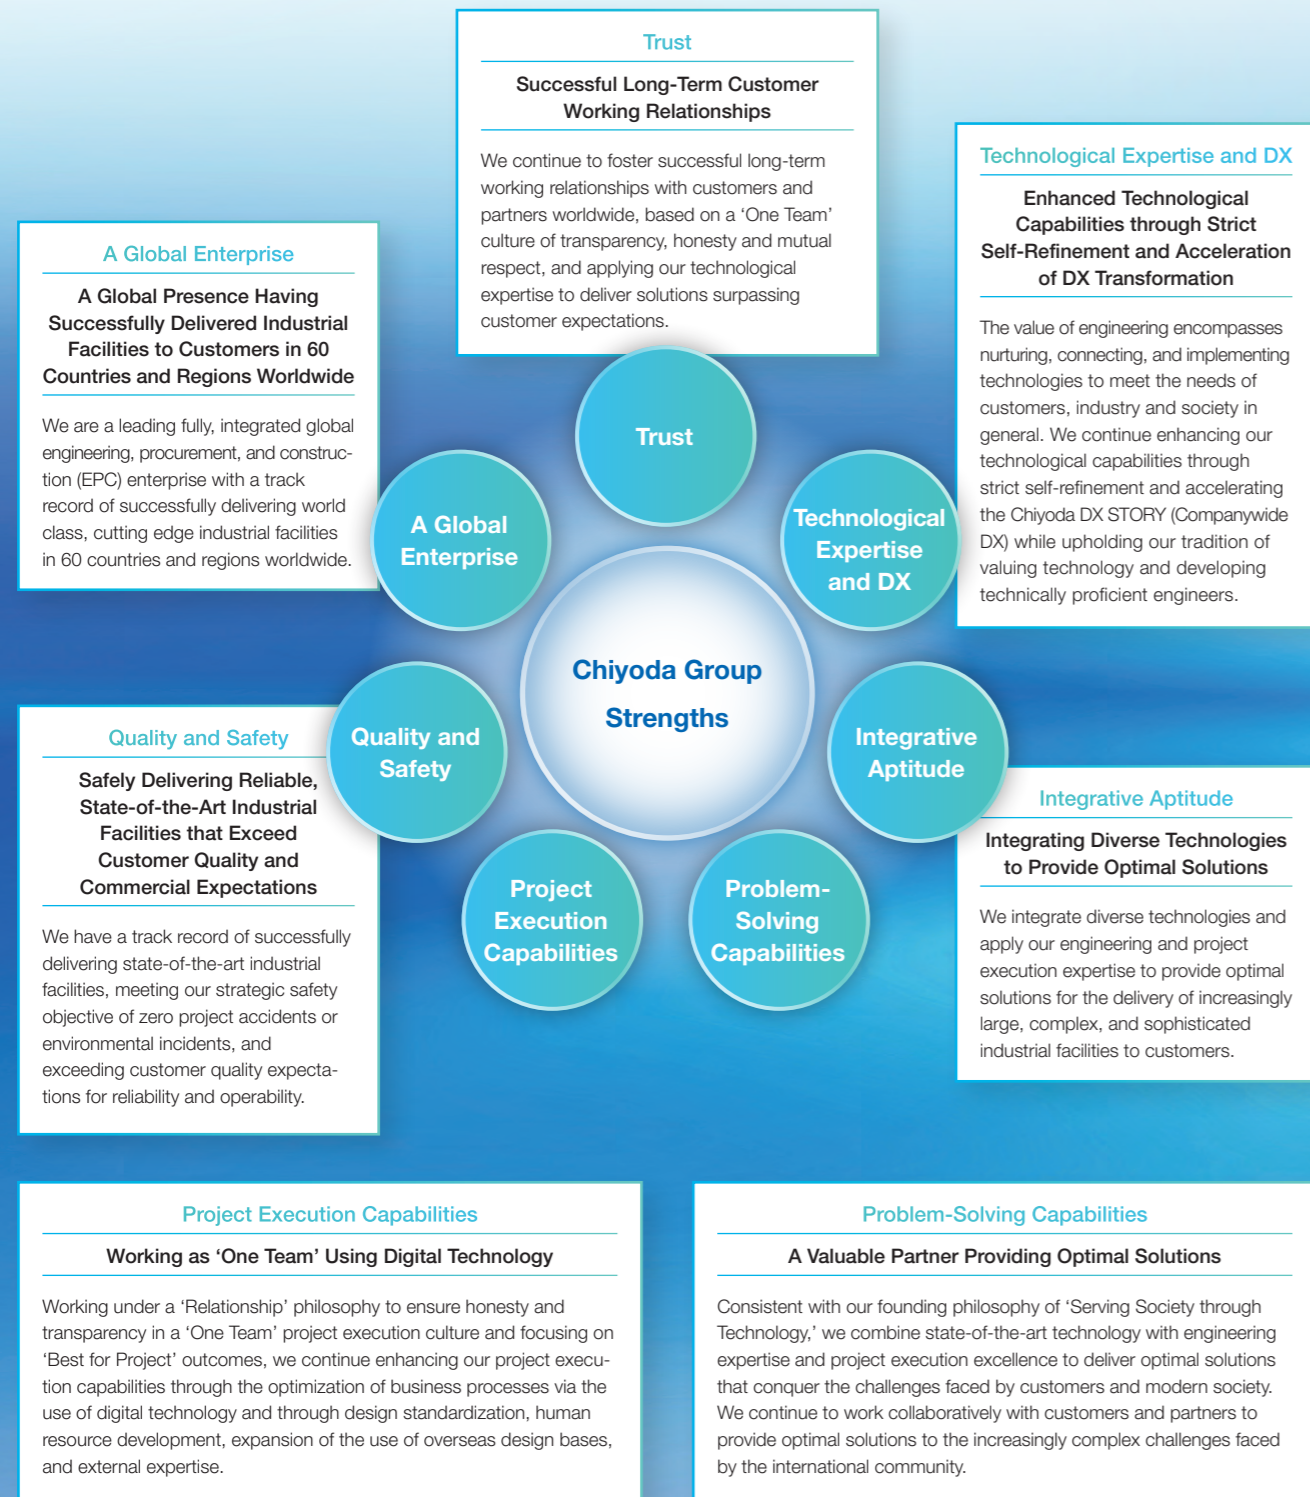 Trust
Successful Long-Term Customer
Working Relationships
We continue to foster successful long-term
working relationships with customers and
partners worldwide, based on a ‘One Team’
culture of transparency, honesty and mutual
respect, and applying our technological
expertise to deliver solutions surpassing
customer expectations.
Technological Expertise and DX
Enhanced Technological
Capabilities through Strict
Self-Refinement and Acceleration
of DX Transformation
The value of engineering encompasses
nurturing, connecting, and implementing
technologies to meet the needs of
customers, industry and society in
general. We continue enhancing our
technological capabilities through
strict self-refinement and accelerating
the Chiyoda DX STORY (Companywide
DX) while upholding our tradition of
valuing technology and developing
technically proficient engineers.
A Global Enterprise
A Global Presence Having
Successfully Delivered Industrial
Facilities to Customers in 60
Countries and Regions Worldwide
We are a leading fully, integrated global
engineering, procurement, and construc-
tion (EPC) enterprise with a track
record of successfully delivering world
class, cutting edge industrial facilities
in 60 countries and regions worldwide.
Trust
A Global
Enterprise
Technological
Expertise
and DX
Chiyoda Group
Strengths
Quality and
Safety
Integrative
Aptitude
Project
Execution
Capabilities
Problem-
Solving
Capabilities
Quality and Safety
Safely Delivering Reliable,
State-of-the-Art Industrial
Facilities that Exceed
Customer Quality and
Commercial Expectations
We have a track record of successfully
delivering state-of-the-art industrial
facilities, meeting our strategic safety
objective of zero project accidents or
environmental incidents, and
exceeding customer quality expecta-
tions for reliability and operability.
Integrative Aptitude
Integrating Diverse Technologies
to Provide Optimal Solutions
We integrate diverse technologies and
apply our engineering and project
execution expertise to provide optimal
solutions for the delivery of increasingly
large, complex, and sophisticated
industrial facilities to customers.
Project Execution Capabilities
Working as ‘One Team’ Using Digital Technology
Working under a ‘Relationship’ philosophy to ensure honesty and
transparency in a ‘One Team’ project execution culture and focusing on
‘Best for Project’ outcomes, we continue enhancing our project execu-
tion capabilities through the optimization of business processes via the
use of digital technology and through design standardization, human
resource development, expansion of the use of overseas design bases,
and external expertise.
Problem-Solving Capabilities
A Valuable Partner Providing Optimal Solutions
Consistent with our founding philosophy of ‘Serving Society through
Technology,’ we combine state-of-the-art technology with engineering
expertise and project execution excellence to deliver optimal solutions
that conquer the challenges faced by customers and modern society.
We continue to work collaboratively with customers and partners to
provide optimal solutions to the increasingly complex challenges faced
by the international community.